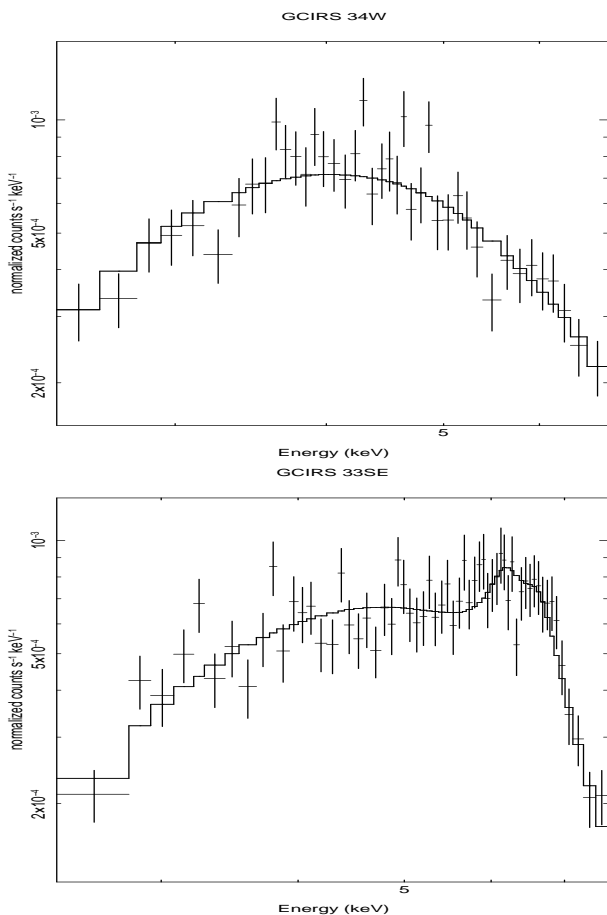 GCIRS 34W
10⁻³
5x10⁻⁴
2x10⁻⁴
normalized counts s⁻¹ keV⁻¹
5
Energy (keV)
GCIRS 33SE
10⁻³
5x10⁻⁴
2x10⁻⁴
normalized counts s⁻¹ keV⁻¹
5
Energy (keV)